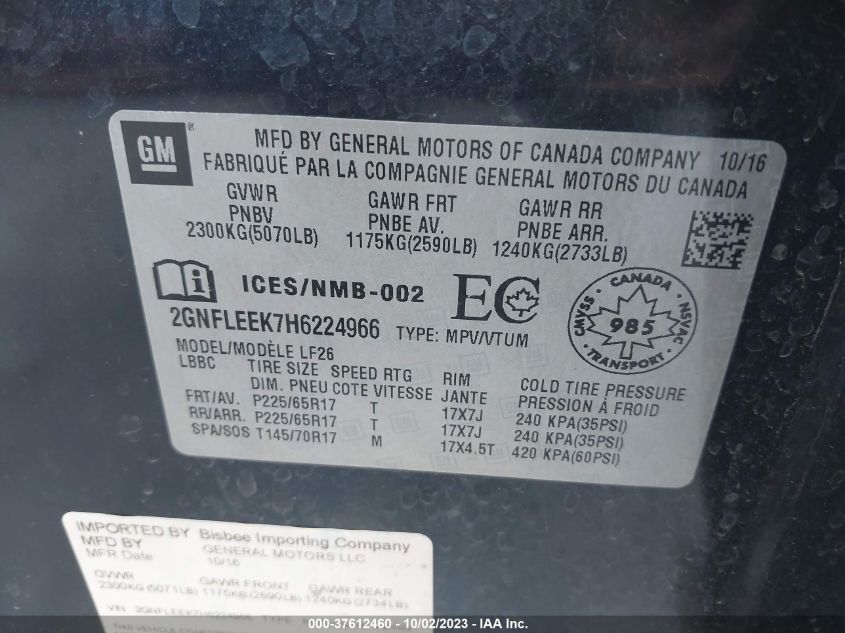 GM
MFD BY GENERAL MOTORS OF CANADA COMPANY 10/16
FABRIQUÉ PAR LA COMPAGNIE GENERAL MOTORS DU CANADA
GVWR GAWR FRT GAWR RR
PNBV PNBE AV. PNBE ARR.
2300KG(5070LB) 1175KG(2590LB) 1240KG(2733LB)
ICES/NMB-002 EC
2GNFLEEK7H6224966 TYPE: MPV/VTUM
CANADA
CMVSS 985 NSVAC
TRANSPORT
MODEL/MODÈLE LF26
LBBC TIRE SIZE SPEED RTG RIM COLD TIRE PRESSURE
DIM. PNEU COTE VITESSE JANTE PRESSION À FROID
FRT/AV. P225/65R17 T 17X7J 240 KPA(35PSI)
RR/ARR. P225/65R17 T 17X7J 240 KPA(35PSI)
SPA/SOS T145/70R17 M 17X4.5T 420 KPA(60PSI)
IMPORTED BY Bisbee Importing Company
MFD BY GENERAL MOTORS LLC
MFR Date 10/16
GVWR GAWR FRONT GAWR REAR
2300KG (5071LB) 1175KG (2590LB) 1240KG (2734LB)
VIN 2GNFLEEK7H6224966 TYPE
THIS VEHICLE
000-37612460 - 10/02/2023 - IAA Inc.